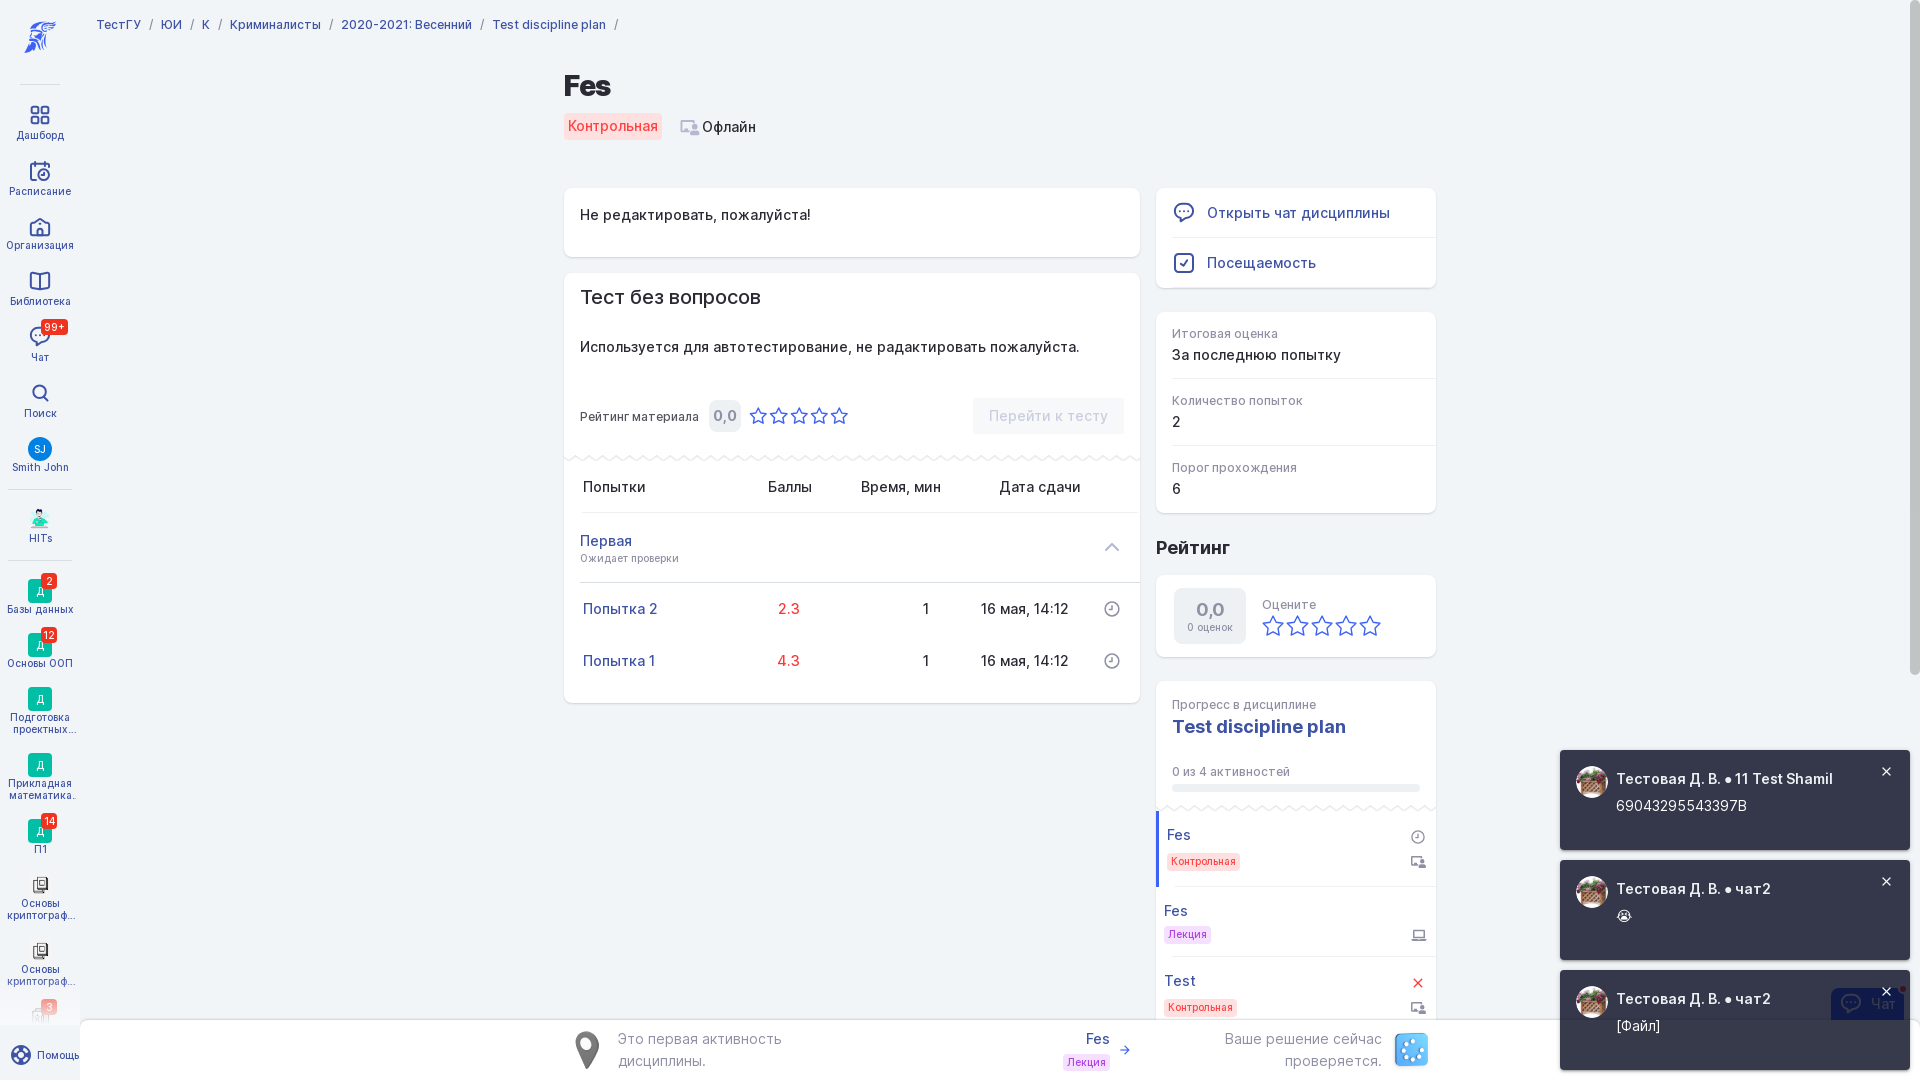 ТестГУ / ЮИ / К / Криминалисты / 2020-2021: Весенний / Test discipline plan /
Дашборд
Расписание
Организация
Библиотека
99+
Чат
Поиск
SJ
Smith John
HITs
Д
2
Базы данных
Д
12
Основы ООП
Д
Подготовка
проектных...
Д
Прикладная
математика.
Д
14
П1
Основы
криптограф...
Основы
криптограф...
3
Помощь
Fes
Контрольная
Офлайн
Не редактировать, пожалуйста!
Тест без вопросов
Используется для автотестирование, не радактировать пожалуйста.
Рейтинг материала 0,0
Перейти к тесту
Попытки Баллы Время, мин Дата сдачи
Первая
Ожидает проверки
Попытка 2 2.3 1 16 мая, 14:12
Попытка 1 4.3 1 16 мая, 14:12
Открыть чат дисциплины
Посещаемость
Итоговая оценка
За последнюю попытку
Количество попыток
2
Порог прохождения
6
Рейтинг
0,0
0 оценок
Оцените
Прогресс в дисциплине
Test discipline plan
0 из 4 активностей
Fes
Контрольная
Fes
Лекция
Test
Контрольная
Это первая активность
дисциплины.
Fes
Лекция
Ваше решение сейчас
проверяется.
Тестовая Д. В. ● 11 Test Shamil
69043295543397B
Тестовая Д. В. ● чат2
😭
Тестовая Д. В. ● чат2
[Файл]
Чат